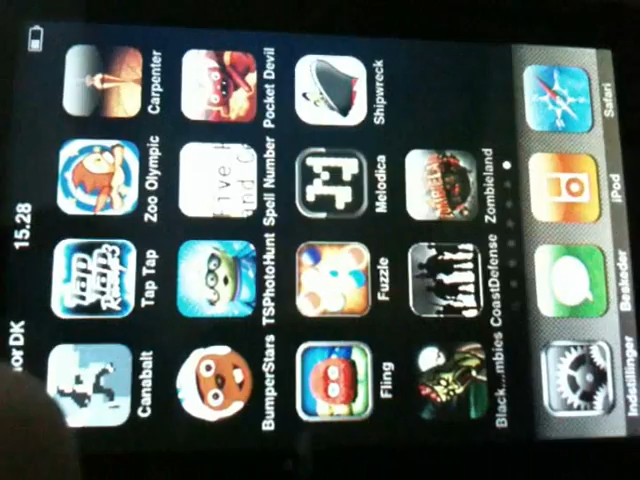 or DK 15.28
Canabalt Tap Tap Zoo Olympic Carpenter
BumperStars TSPhotoHunt Spell Number Pocket Devil
Fling Fuzzle Melodica Shipwreck
Black...mbies CoastDefense Zombieland
Indstillinger Beskeder iPod Safari